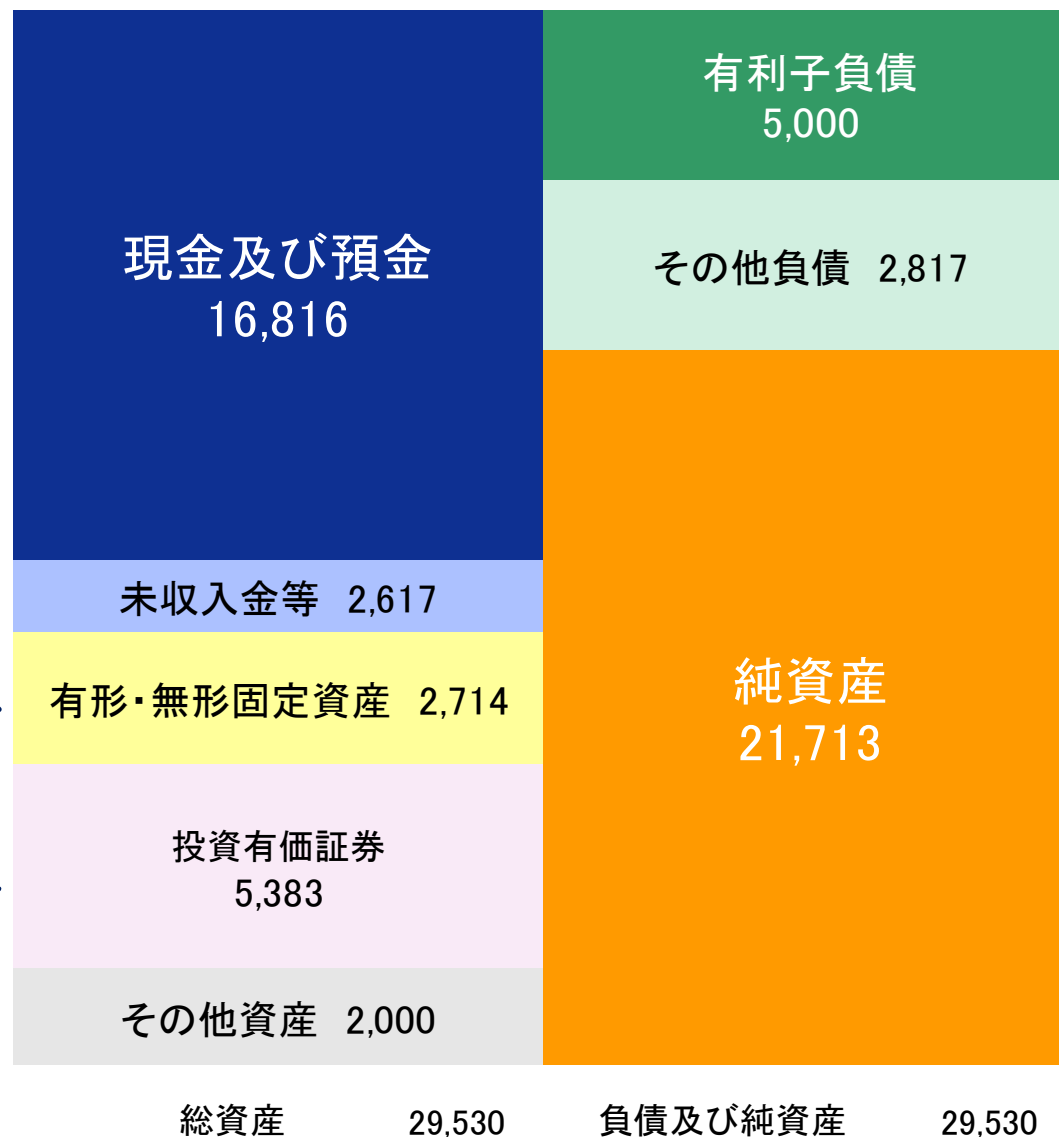 現金及び預金
16,816
未収入金等 2,617
有形・無形固定資産 2,714
投資有価証券
5,383
その他資産 2,000
総資産 29,530
有利子負債
5,000
その他負債 2,817
純資産
21,713
負債及び純資産 29,530